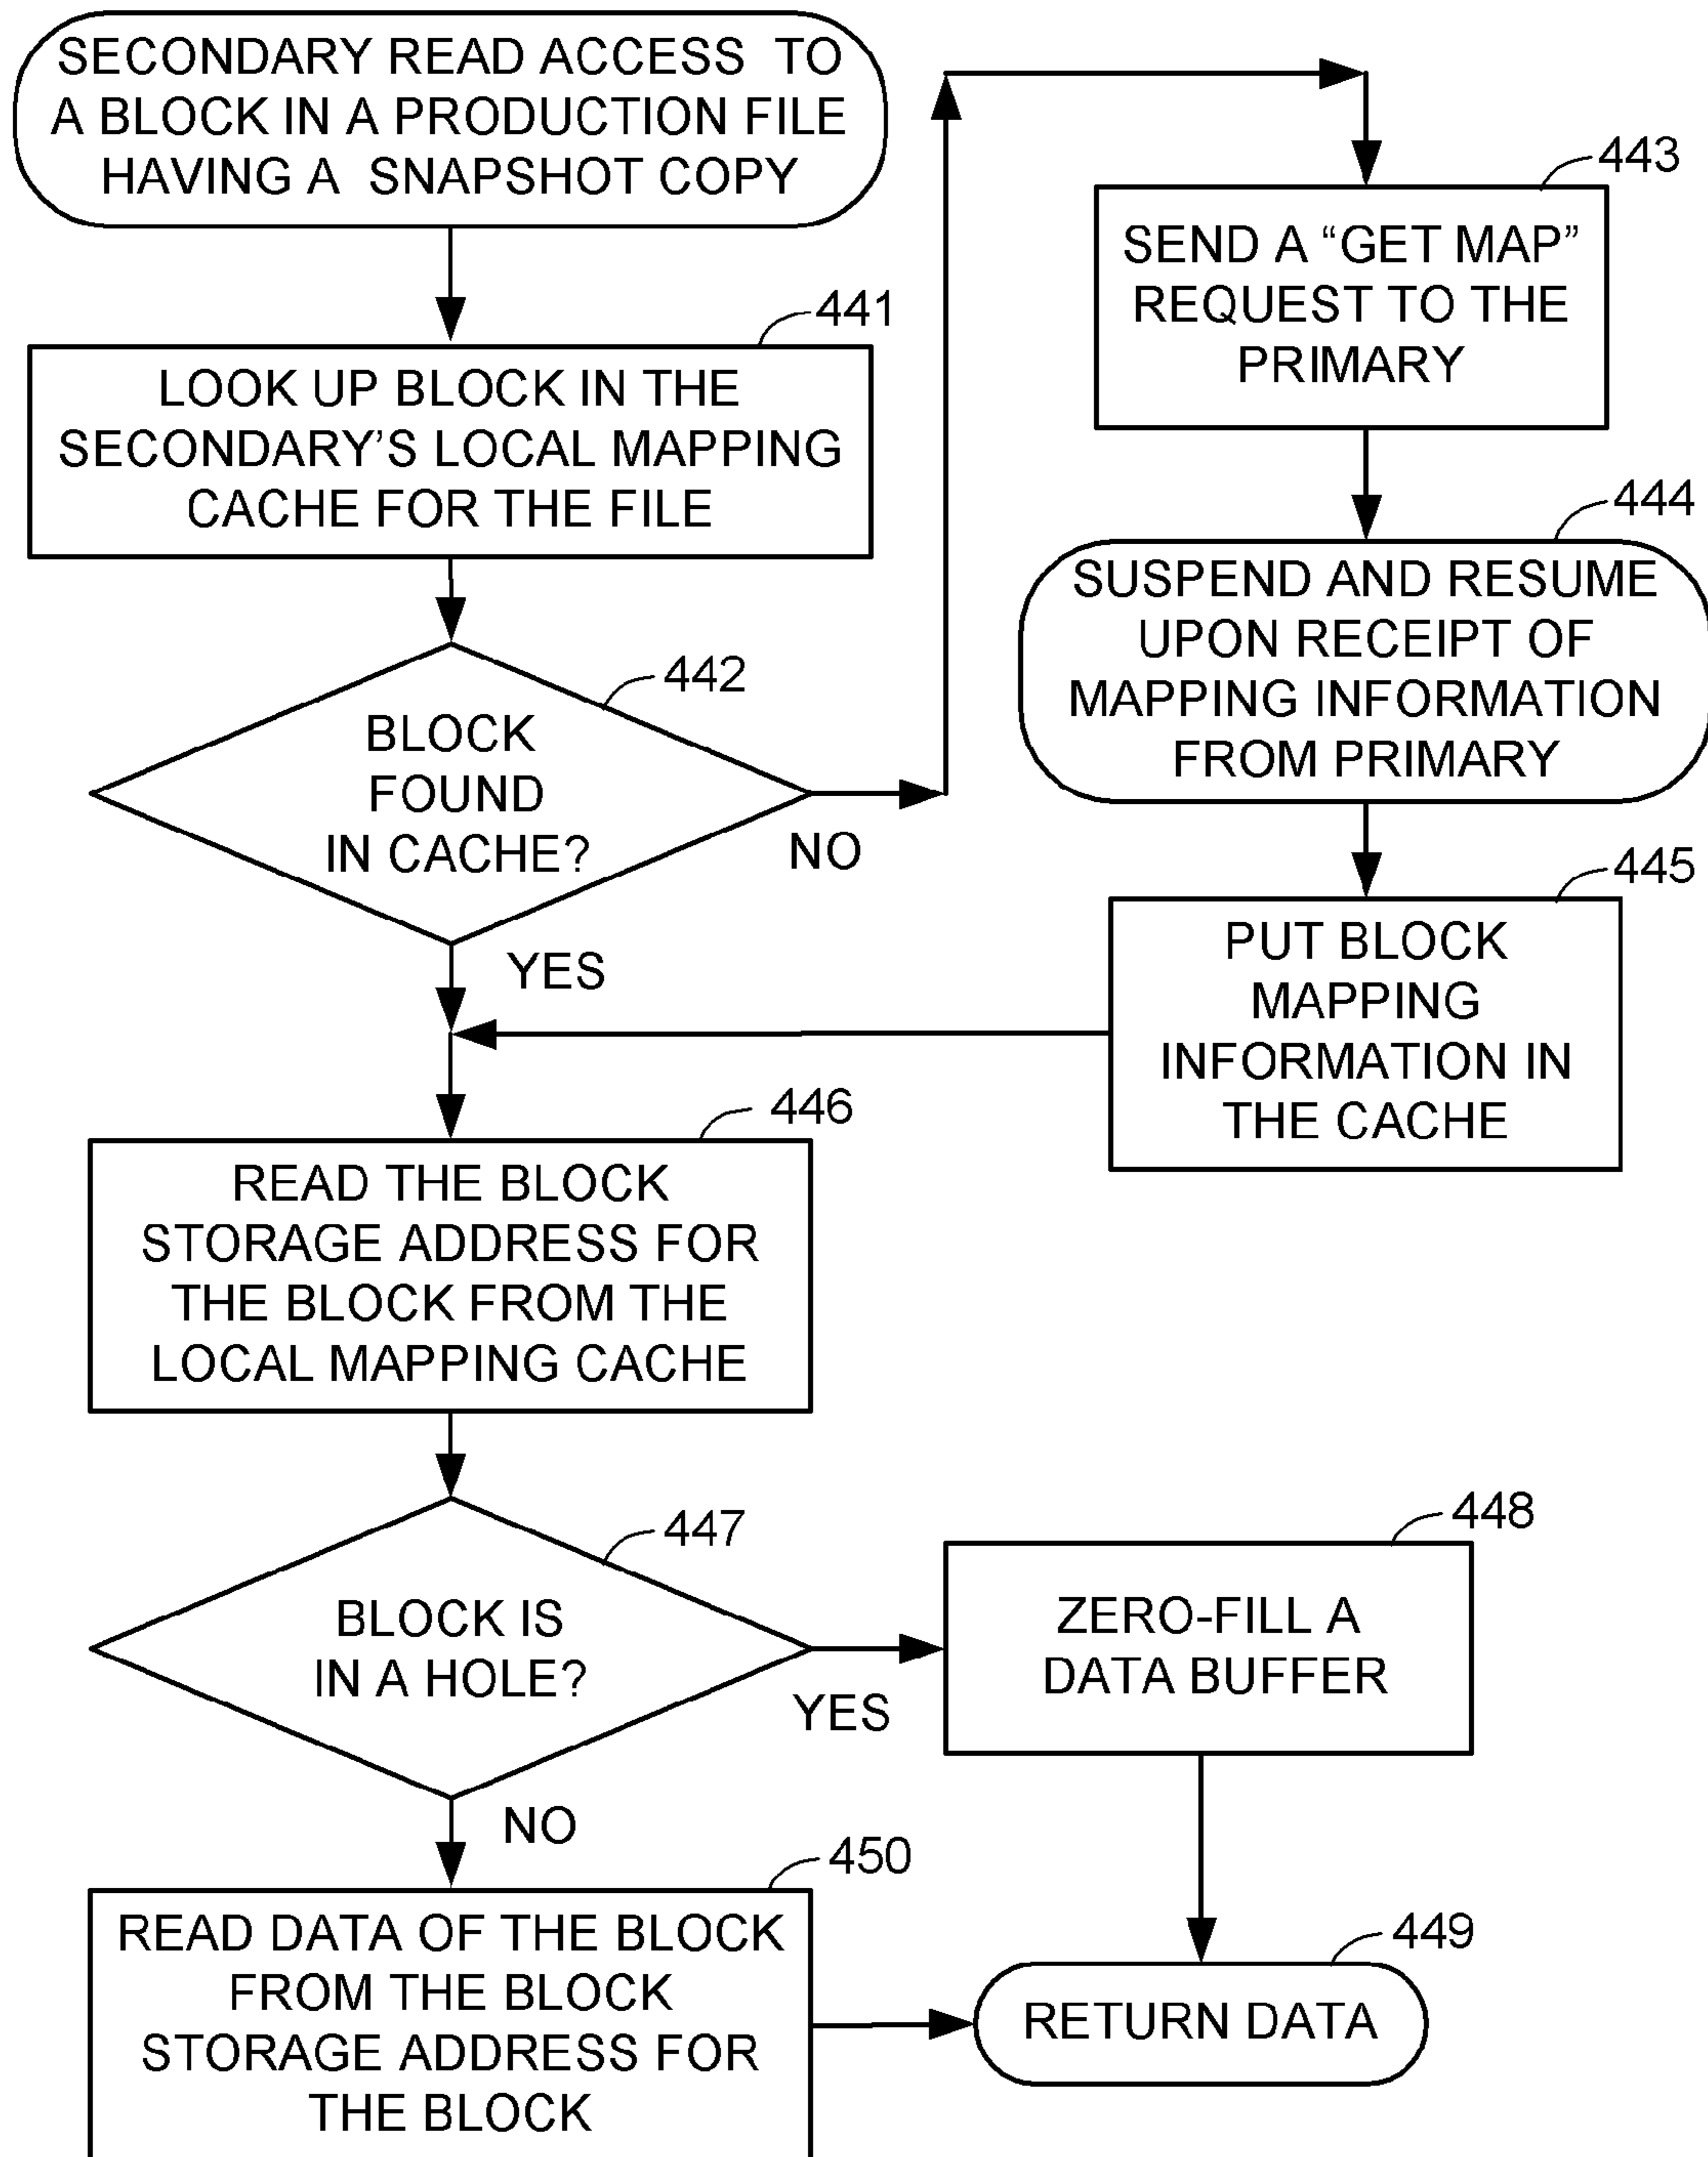 SECONDARY READ ACCESS TO
A BLOCK IN A PRODUCTION FILE
HAVING A SNAPSHOT COPY
441
LOOK UP BLOCK IN THE
SECONDARY'S LOCAL MAPPING
CACHE FOR THE FILE
442
BLOCK
FOUND
IN CACHE?
NO
YES
443
SEND A “GET MAP”
REQUEST TO THE
PRIMARY
444
SUSPEND AND RESUME
UPON RECEIPT OF
MAPPING INFORMATION
FROM PRIMARY
445
PUT BLOCK
MAPPING
INFORMATION IN
THE CACHE
446
READ THE BLOCK
STORAGE ADDRESS FOR
THE BLOCK FROM THE
LOCAL MAPPING CACHE
447
BLOCK IS
IN A HOLE?
YES
NO
448
ZERO-FILL A
DATA BUFFER
450
READ DATA OF THE BLOCK
FROM THE BLOCK
STORAGE ADDRESS FOR
THE BLOCK
449
RETURN DATA